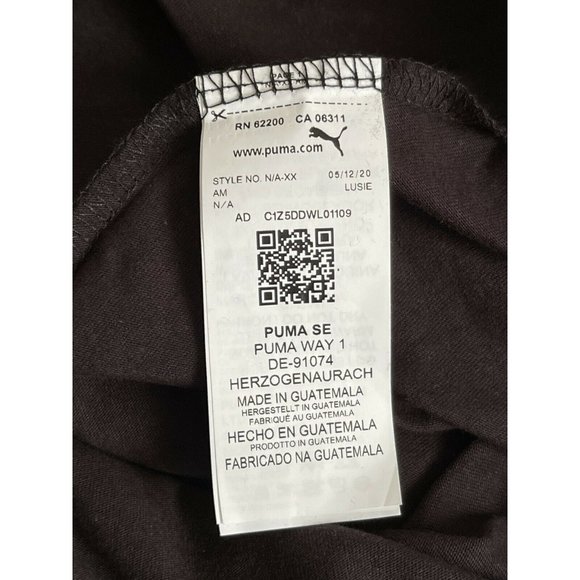 RN 62200 CA 06311
www.puma.com
STYLE NO. N/A-XX 05/12/20
AM LUSIE
N/A
AD C1Z5DDWL01109
PUMA SE
PUMA WAY 1
DE-91074
HERZOGENAURACH
MADE IN GUATEMALA
HERGESTELLT IN GUATEMALA
FABRIQUÉ AU GUATEMALA
HECHO EN GUATEMALA
PRODOTTO IN GUATEMALA
FABRICADO NA GUATEMALA